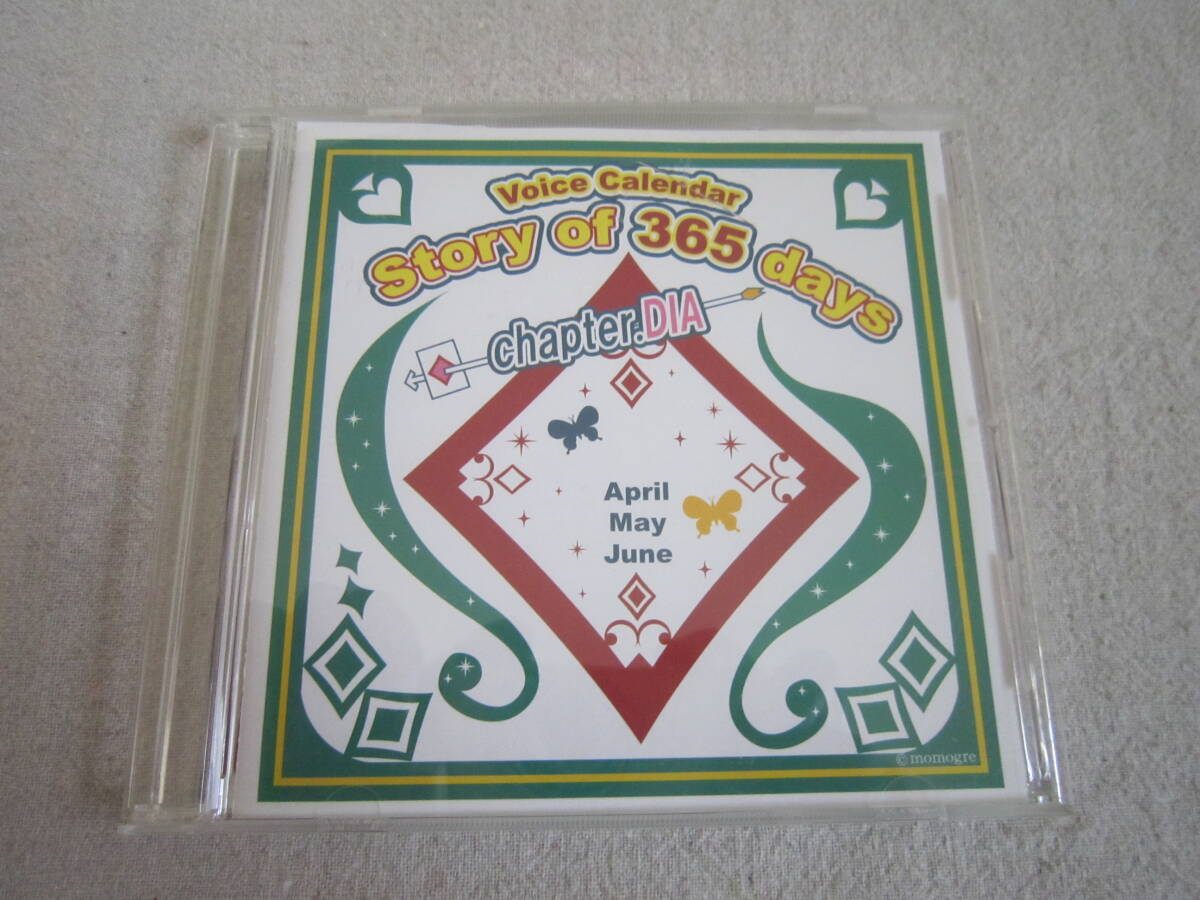 Voice Calendar
Story of 365 days
chapter.DIA
April
May
June
©momogre